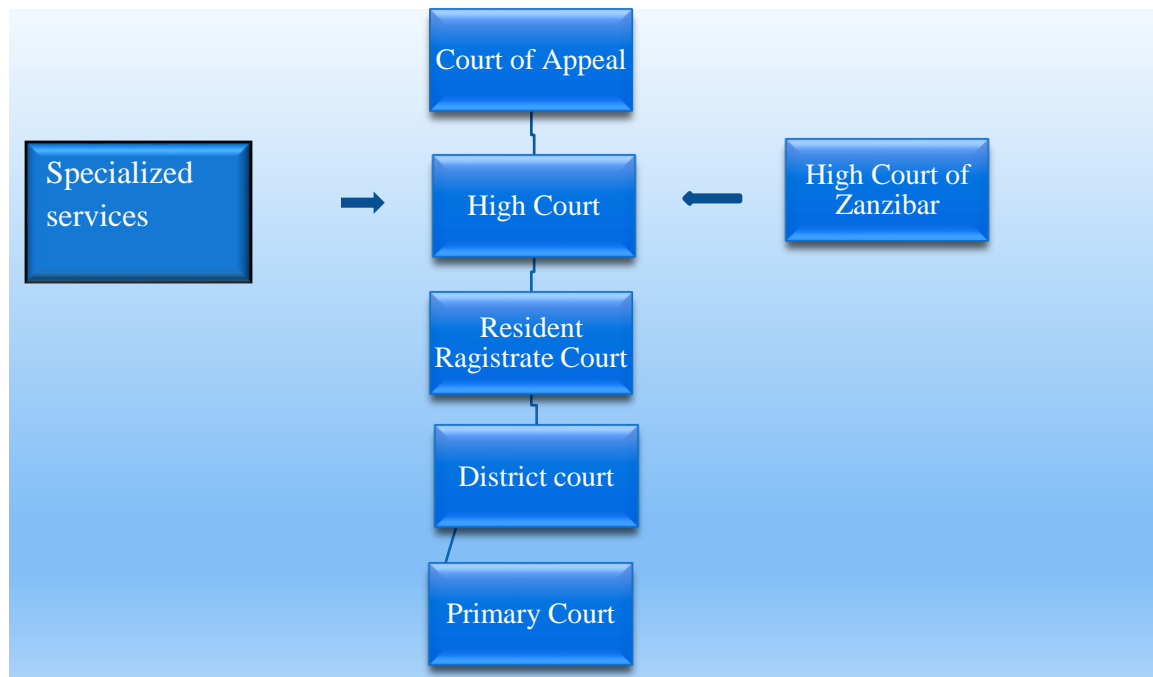 Court of Appeal
Specialized
services
High Court
High Court of
Zanzibar
Resident
Ragistrate Court
District court
Primary Court